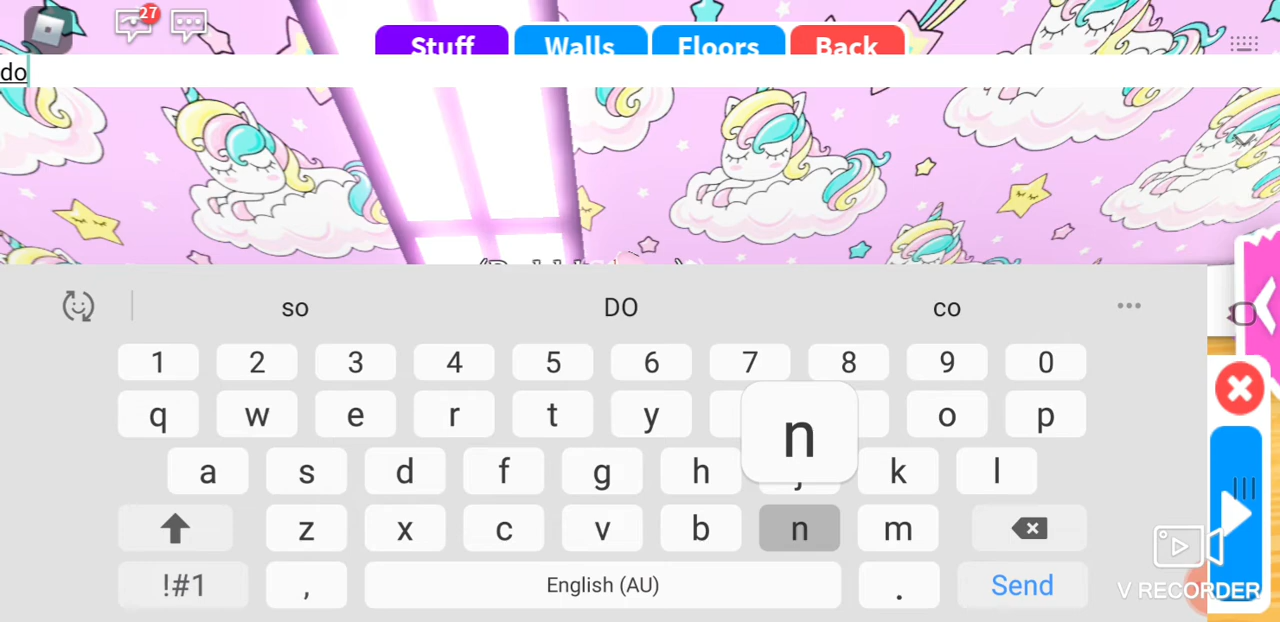 27
Stuff Walls Floors Back
do
so DO co
1 2 3 4 5 6 7 8 9 0
q w e r t y o p
n
a s d f g h j k l
z x c v b n m
!#1 , English (AU) . Send
V RECORDER